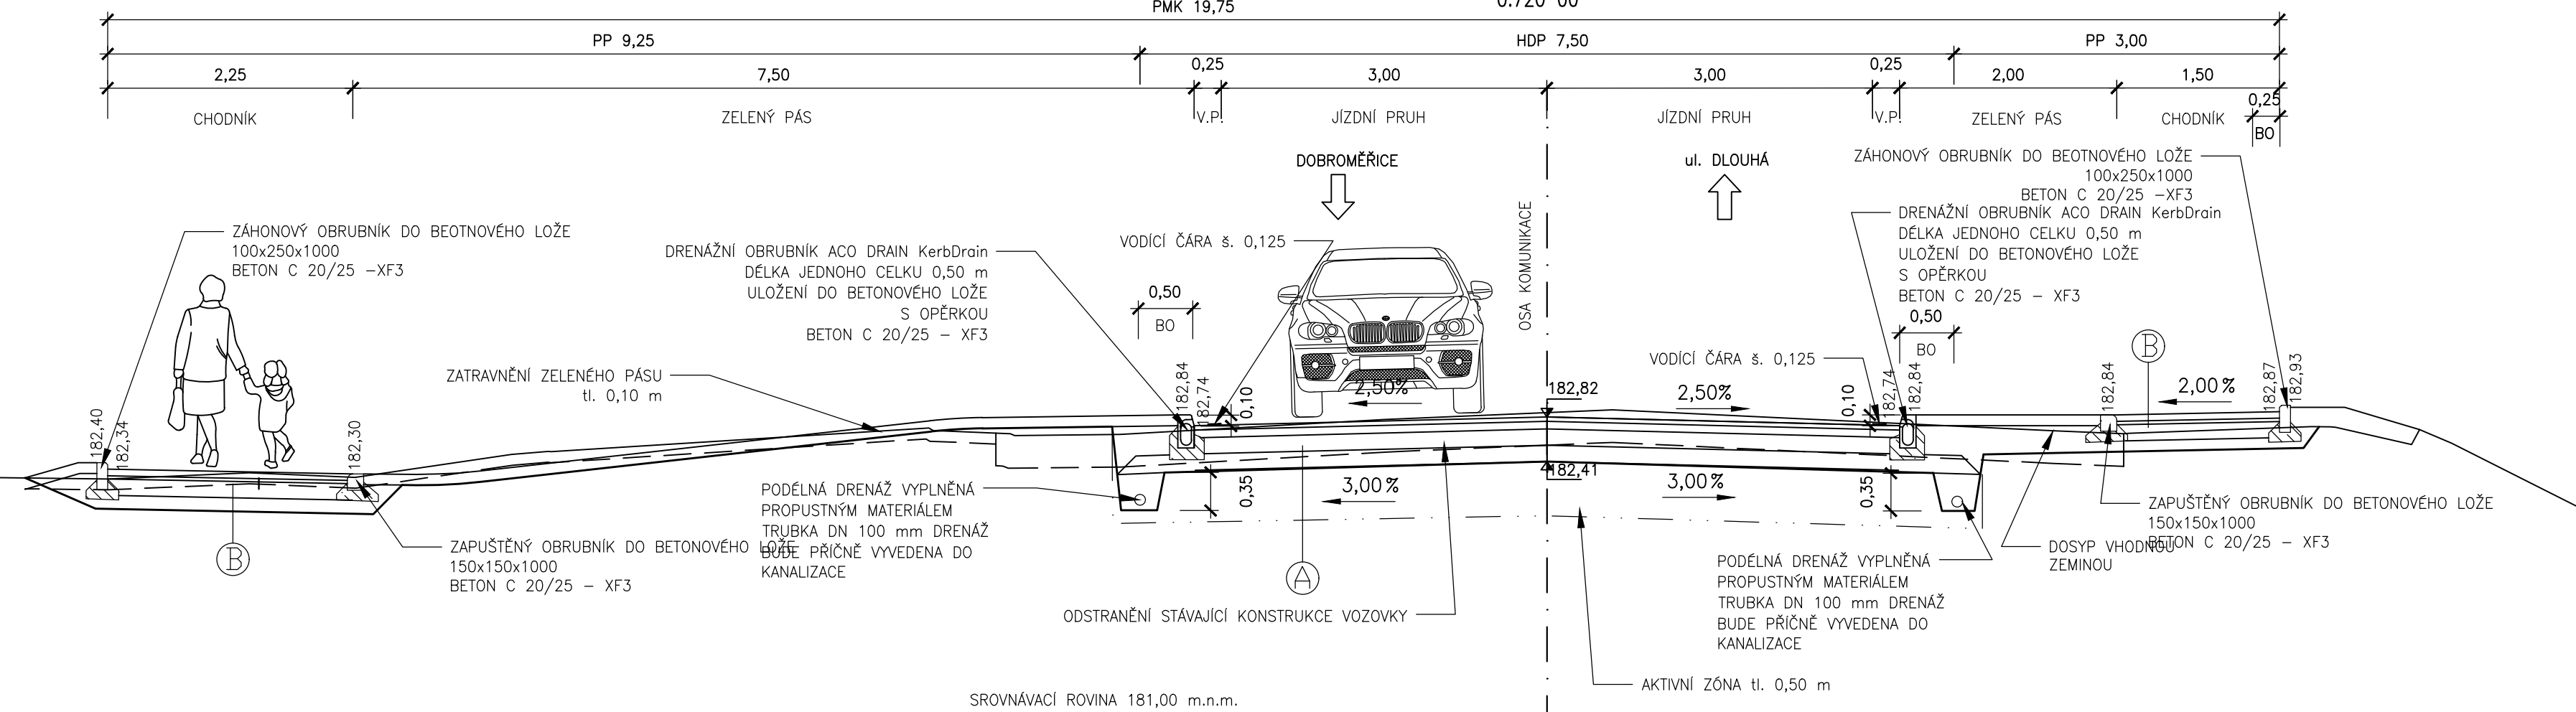 PMK 19,75
PP 9,25
HDP 7,50
PP 3,00
2,25
7,50
0,25
3,00
3,00
0,25
2,00
1,50
CHODNÍK
ZELENÝ PÁS
V.P.
JÍZDNÍ PRUH
JÍZDNÍ PRUH
V.P.
ZELENÝ PÁS
CHODNÍK
0,25
BO
DOBROMĚŘICE
ul. DLOUHÁ
OSA KOMUNIKACE
ZÁHONOVÝ OBRUBNÍK DO BEOTNOVÉHO LOŽE
100x250x1000
BETON C 20/25 –XF3
DRENÁŽNÍ OBRUBNÍK ACO DRAIN KerbDrain
DÉLKA JEDNOHO CELKU 0,50 m
ULOŽENÍ DO BETONOVÉHO LOŽE
S OPĚRKOU
BETON C 20/25 – XF3
ZÁHONOVÝ OBRUBNÍK DO BEOTNOVÉHO LOŽE
100x250x1000
BETON C 20/25 –XF3
DRENÁŽNÍ OBRUBNÍK ACO DRAIN KerbDrain
DÉLKA JEDNOHO CELKU 0,50 m
ULOŽENÍ DO BETONOVÉHO LOŽE
S OPĚRKOU
BETON C 20/25 – XF3
VODÍCÍ ČÁRA š. 0,125
0,50
BO
0,50
BO
VODÍCÍ ČÁRA š. 0,125
ZATRAVNĚNÍ ZELENÉHO PÁSU
tl. 0,10 m
182,40
182,34
182,30
182,84
182,74
0,10
2,50%
182,82
2,50%
0,10
182,74
182,84
182,84
B
2,00%
182,87
182,93
182,41
0,35
3,00%
3,00%
0,35
B
A
ZAPUŠTĚNÝ OBRUBNÍK DO BETONOVÉHO LOŽE
150x150x1000
BETON C 20/25 – XF3
PODÉLNÁ DRENÁŽ VYPLNĚNÁ
PROPUSTNÝM MATERIÁLEM
TRUBKA DN 100 mm DRENÁŽ
BUDE PŘÍČNĚ VYVEDENA DO
KANALIZACE
ODSTRANĚNÍ STÁVAJÍCÍ KONSTRUKCE VOZOVKY
PODÉLNÁ DRENÁŽ VYPLNĚNÁ
PROPUSTNÝM MATERIÁLEM
TRUBKA DN 100 mm DRENÁŽ
BUDE PŘÍČNĚ VYVEDENA DO
KANALIZACE
ZAPUŠTĚNÝ OBRUBNÍK DO BETONOVÉHO LOŽE
150x150x1000
BETON C 20/25 – XF3
DOSYP VHODNOU
ZEMINOU
AKTIVNÍ ZÓNA tl. 0,50 m
SROVNÁVACÍ ROVINA 181,00 m.n.m.